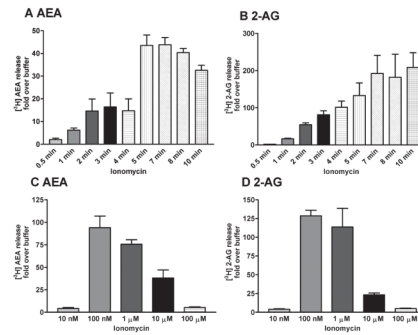 A AEA
[³H] AEA release
fold over buffer
50
40
30
20
10
0
0.5 min
1 min
2 min
3 min
4 min
5 min
7 min
8 min
10 min
Ionomycin
B 2-AG
[³H] 2-AG release
fold over buffer
300
200
100
0
0.5 min
1 min
2 min
3 min
4 min
5 min
7 min
8 min
10 min
Ionomycin
C AEA
[³H] AEA release
fold over buffer
125
100
75
50
25
0
10 nM 100 nM 1 μM 10 μM 100 μM
Ionomycin
D 2-AG
[³H] 2-AG release
fold over buffer
150
125
100
75
50
25
0
10 nM 100 nM 1 μM 10 μM 100 μM
Ionomycin